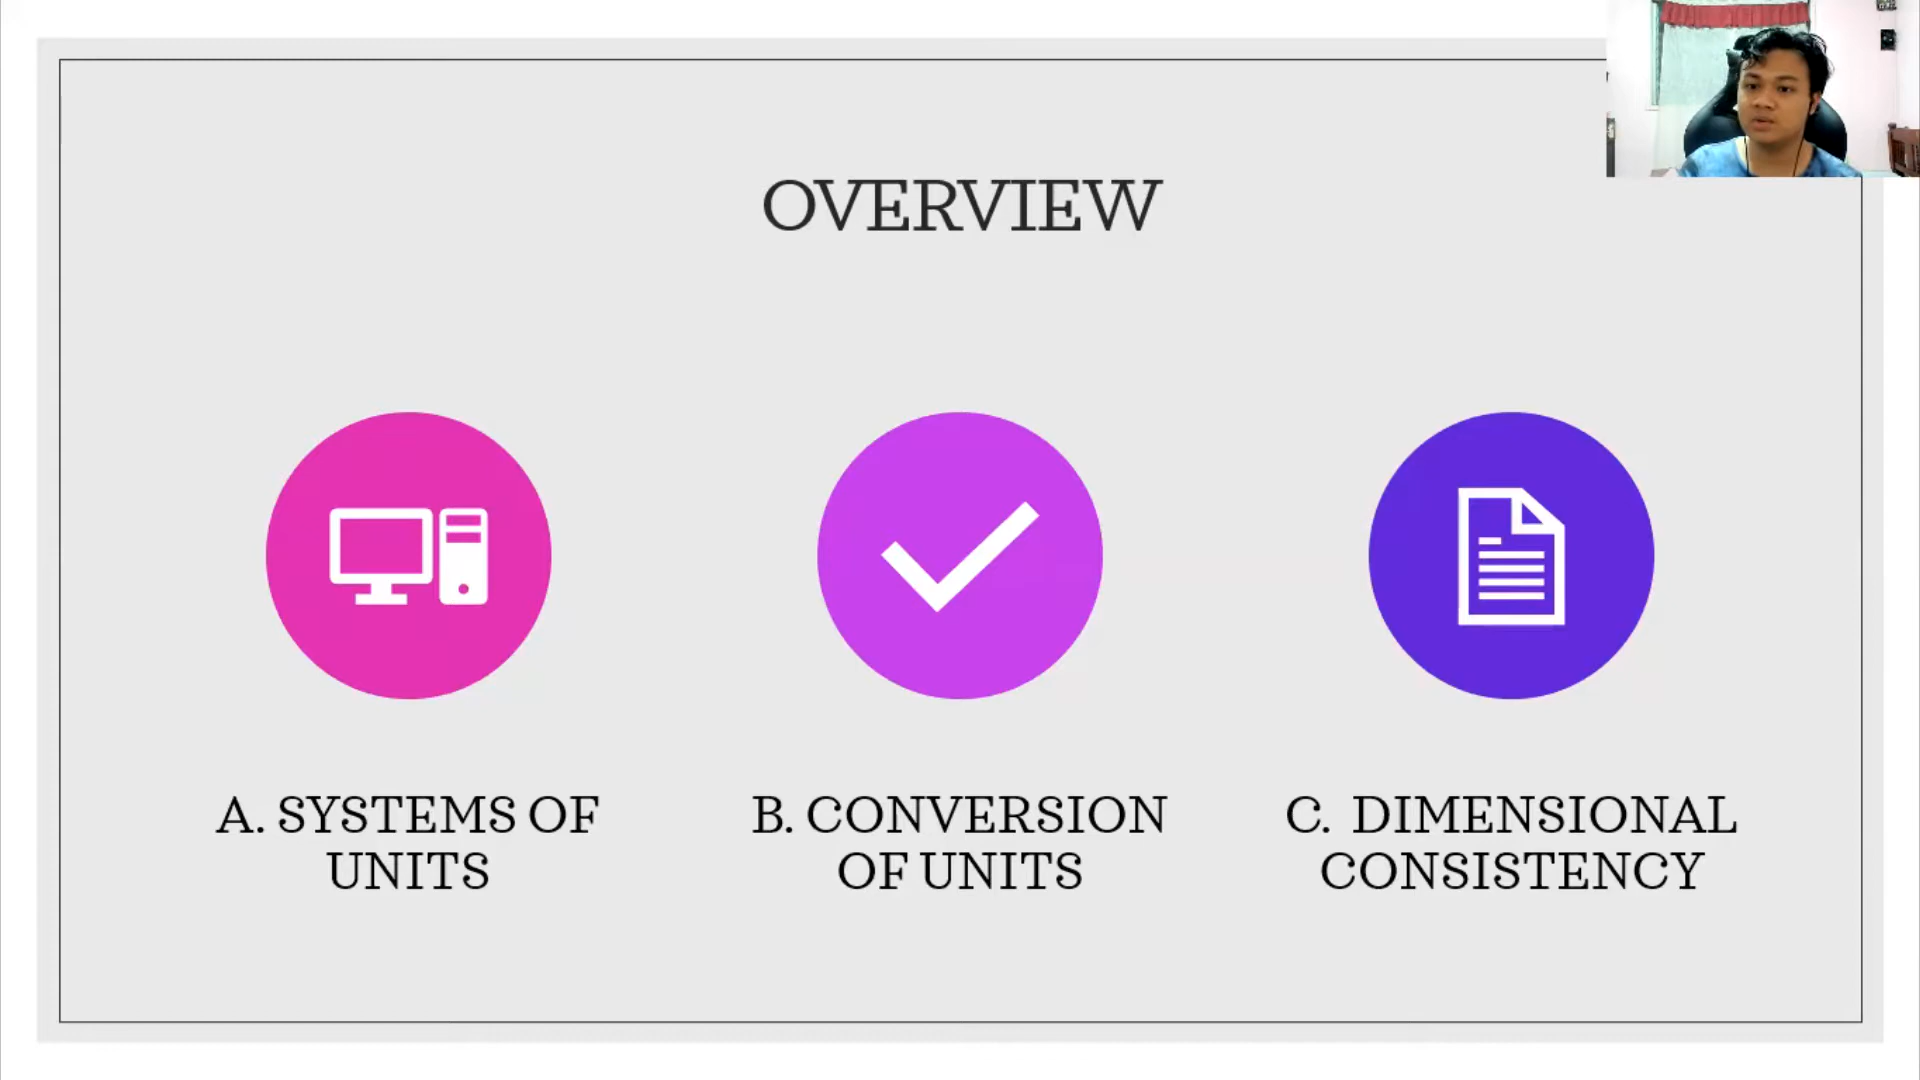 OVERVIEW
A. SYSTEMS OF
UNITS
B. CONVERSION
OF UNITS
C. DIMENSIONAL
CONSISTENCY